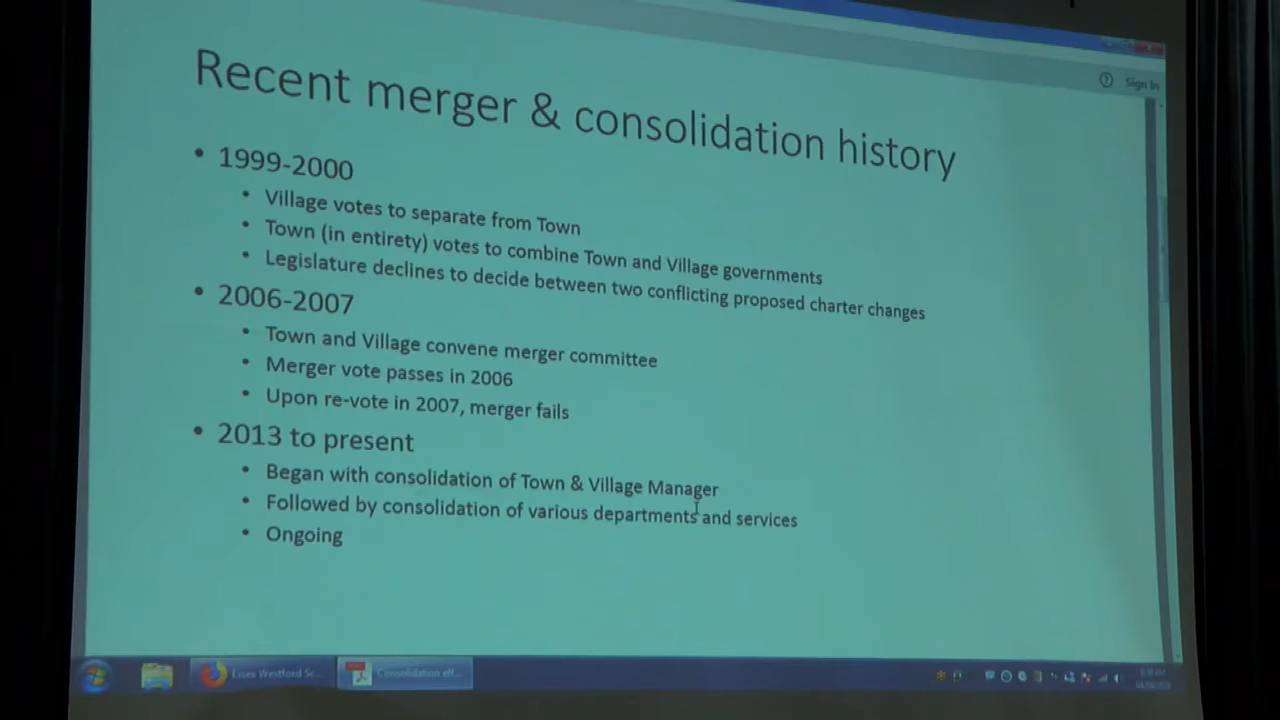 Sign In
Recent merger & consolidation history
• 1999-2000
• Village votes to separate from Town
• Town (in entirety) votes to combine Town and Village governments
• Legislature declines to decide between two conflicting proposed charter changes
• 2006-2007
• Town and Village convene merger committee
• Merger vote passes in 2006
• Upon re-vote in 2007, merger fails
• 2013 to present
• Began with consolidation of Town & Village Manager
• Followed by consolidation of various departments and services
• Ongoing
Essex Westford Sc...
Consolidation eff...